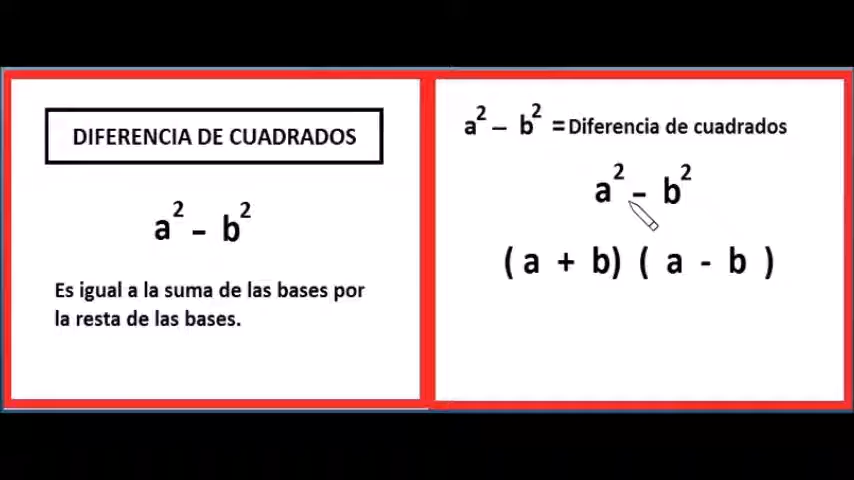 DIFERENCIA DE CUADRADOS
a² – b²
Es igual a la suma de las bases por
la resta de las bases.
a² – b² = Diferencia de cuadrados
a² – b²
( a + b) ( a - b )